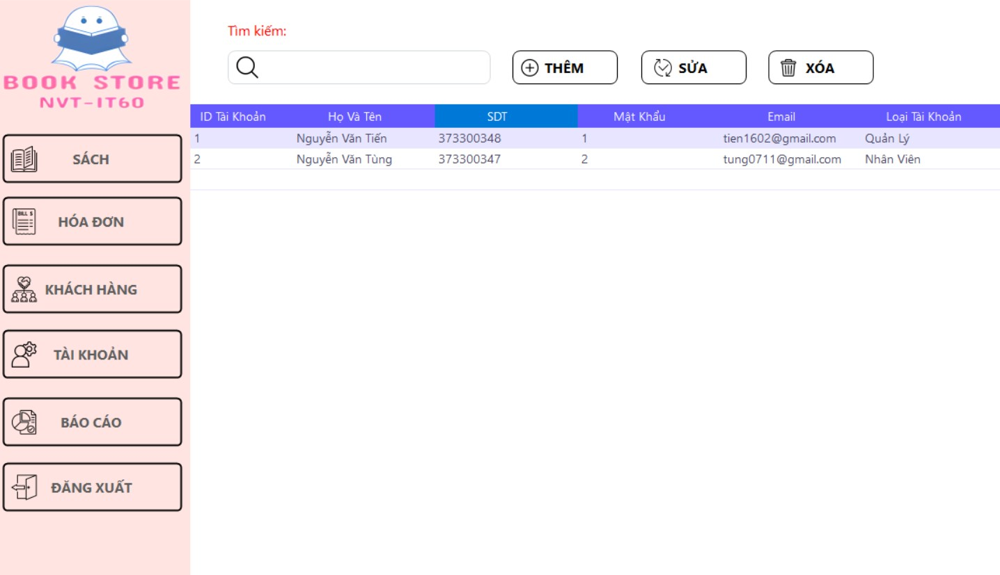 BOOK STORE
NVT-IT60
SÁCH
BILL $
HÓA ĐƠN
KHÁCH HÀNG
TÀI KHOẢN
BÁO CÁO
ĐĂNG XUẤT
Tìm kiếm:
THÊM SỬA XÓA
ID Tài Khoản Họ Và Tên SDT Mật Khẩu Email Loại Tài Khoản
1 Nguyễn Văn Tiến 373300348 1 tien1602@gmail.com Quản Lý
2 Nguyễn Văn Tùng 373300347 2 tung0711@gmail.com Nhân Viên